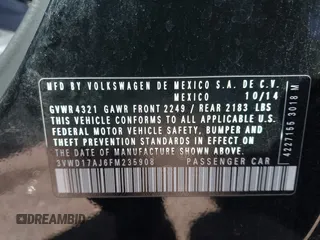 MFD BY VOLKSWAGEN DE MEXICO S.A. DE C.V.
MEXICO 10/14
GVWR 4321 GAWR FRONT 2249 / REAR 2183 LBS
THIS VEHICLE CONFORMS TO ALL APPLICABLE U.S.
FEDERAL MOTOR VEHICLE SAFETY, BUMPER AND
THEFT PREVENTION STANDARDS IN EFFECT ON THE
DATE OF MANUFACTURE SHOWN ABOVE.
3VWD17AJ6FM235908 PASSENGER CAR
4227166 3018 M
DREAMBID